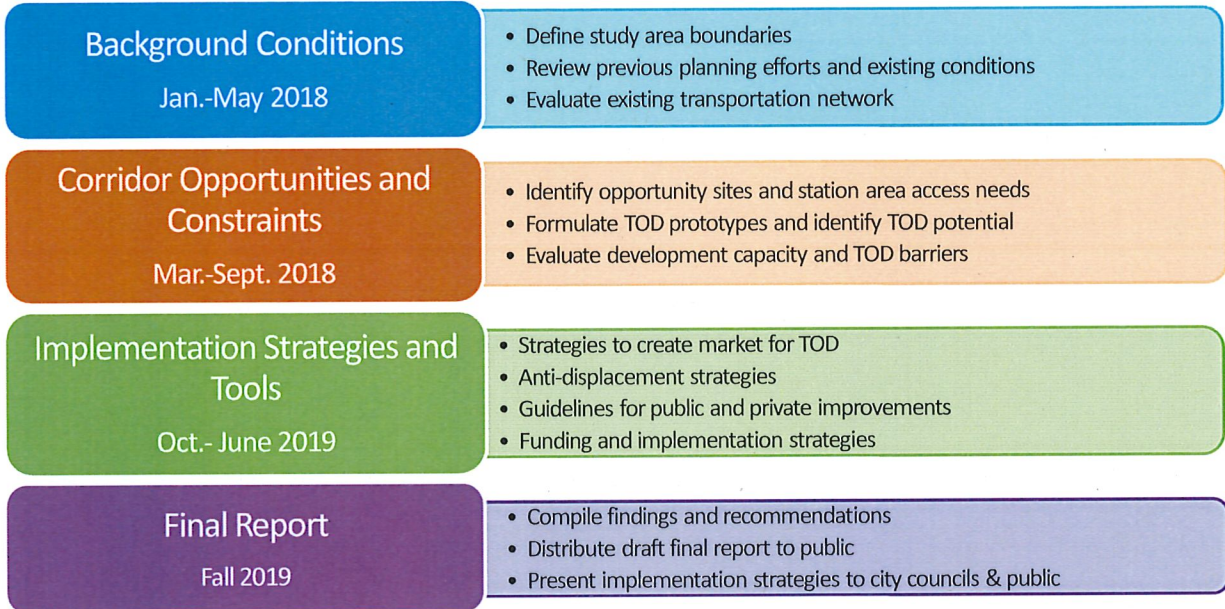 Background Conditions
Jan.-May 2018
• Define study area boundaries
• Review previous planning efforts and existing conditions
• Evaluate existing transportation network
Corridor Opportunities and
Constraints
Mar.-Sept. 2018
• Identify opportunity sites and station area access needs
• Formulate TOD prototypes and identify TOD potential
• Evaluate development capacity and TOD barriers
Implementation Strategies and
Tools
Oct.- June 2019
• Strategies to create market for TOD
• Anti-displacement strategies
• Guidelines for public and private improvements
• Funding and implementation strategies
Final Report
Fall 2019
• Compile findings and recommendations
• Distribute draft final report to public
• Present implementation strategies to city councils & public